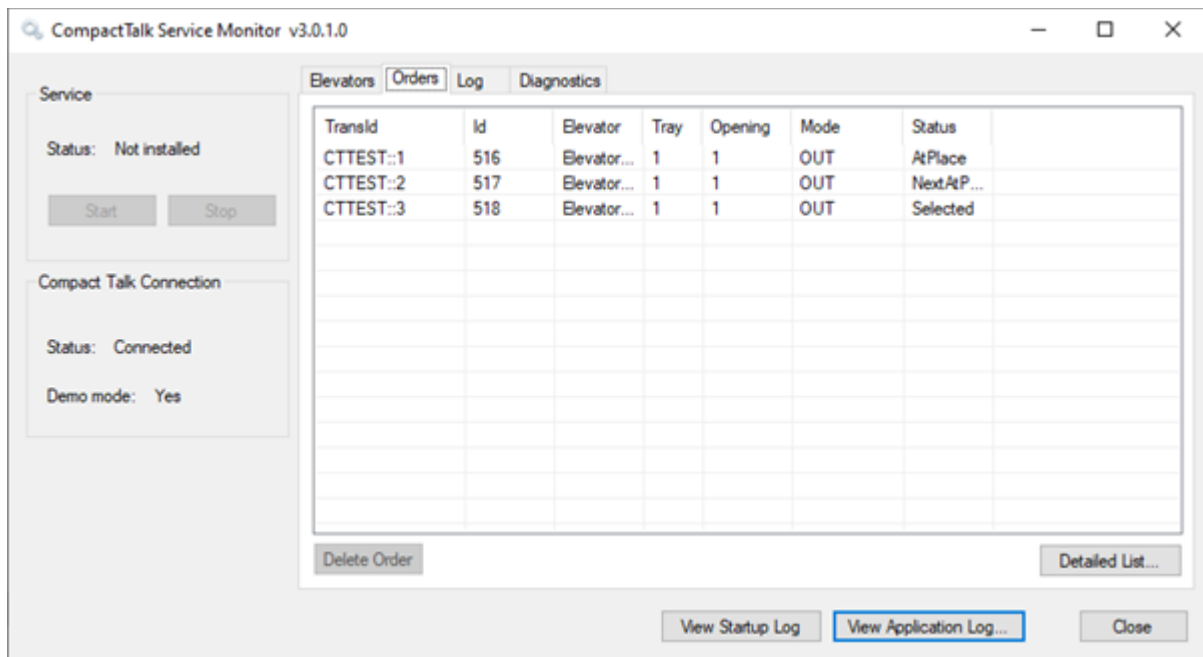 CompactTalk Service Monitor v3.0.1.0
Service
Status: Not installed
Start Stop
Compact Talk Connection
Status: Connected
Demo mode: Yes
Elevators Orders Log Diagnostics
TransId Id Elevator Tray Opening Mode Status
CTTEST::1 516 Elevator... 1 1 OUT AtPlace
CTTEST::2 517 Elevator... 1 1 OUT NextAtP...
CTTEST::3 518 Elevator... 1 1 OUT Selected
Delete Order Detailed List...
View Startup Log View Application Log... Close